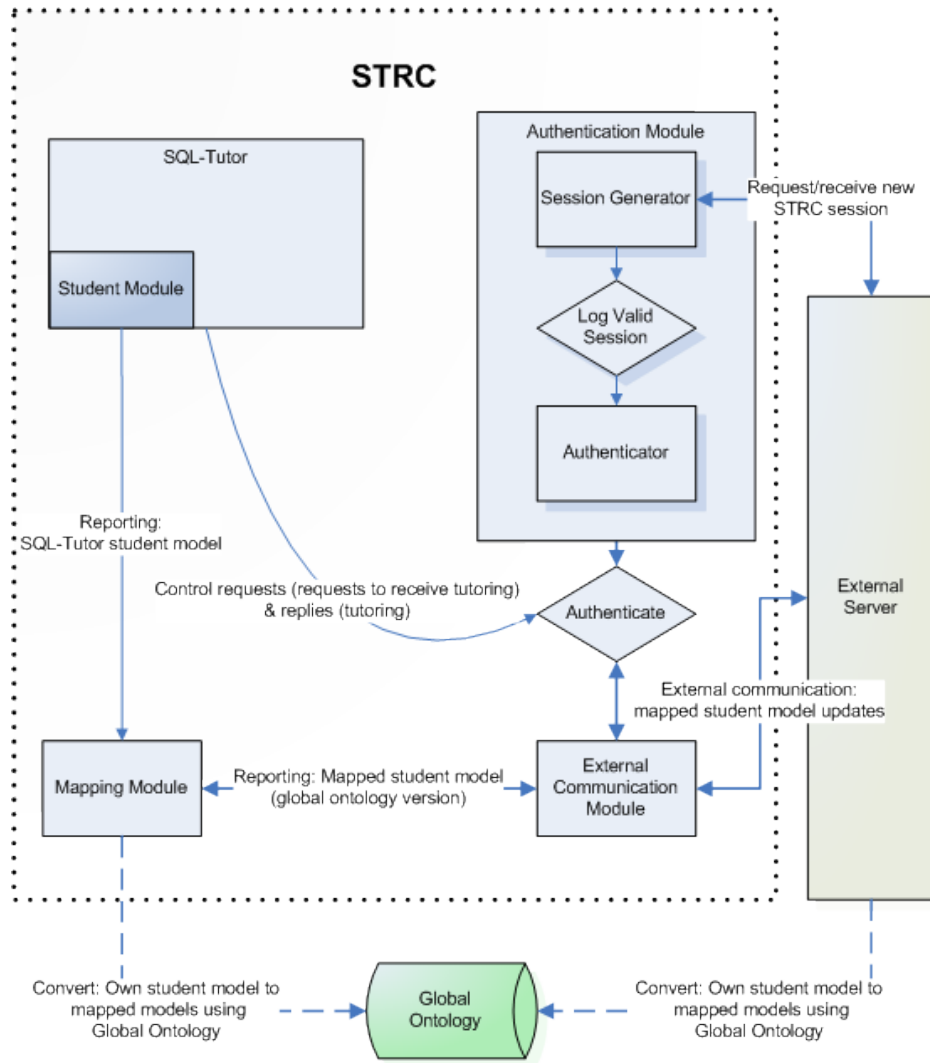 STRC
SQL-Tutor
Student Module
Authentication Module
Session Generator
Log Valid
Session
Authenticator
Request/receive new
STRC session
Reporting:
SQL-Tutor student model
Control requests (requests to receive tutoring)
& replies (tutoring)
Authenticate
External
Server
External communication:
mapped student model updates
Mapping Module
Reporting: Mapped student model
(global ontology version)
External
Communication
Module
Convert: Own student model to
mapped models using
Global Ontology
Global
Ontology
Convert: Own student model to
mapped models using
Global Ontology